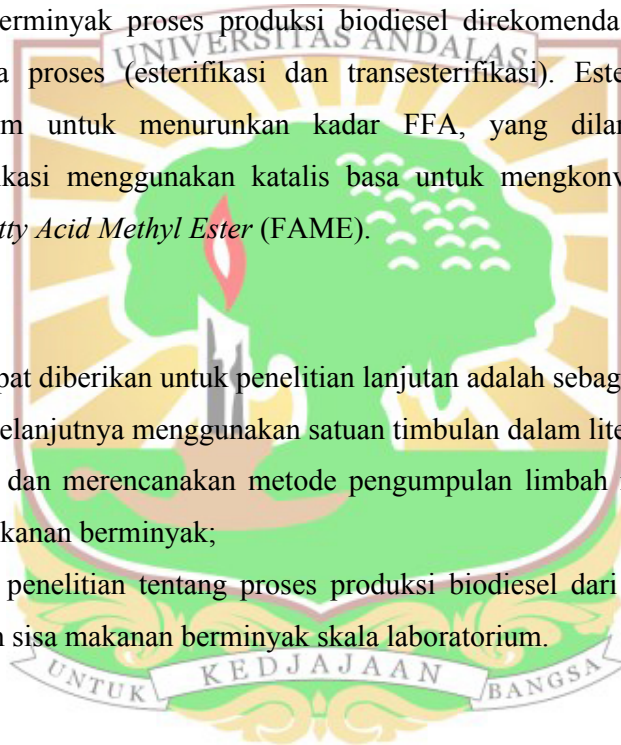 erminyak proses produksi biodiesel direkomenda
UNIVERSITAS ANDALAS
a proses (esterifikasi dan transesterifikasi). Este
m untuk menurunkan kadar FFA, yang dilan
ikasi menggunakan katalis basa untuk mengkonv
tty Acid Methyl Ester (FAME).
pat diberikan untuk penelitian lanjutan adalah sebag
elanjutnya menggunakan satuan timbulan dalam lite
dan merencanakan metode pengumpulan limbah
kanan berminyak;
penelitian tentang proses produksi biodiesel dari
n sisa makanan berminyak skala laboratorium.
UNTUK KEDJAJAAN BANGSA